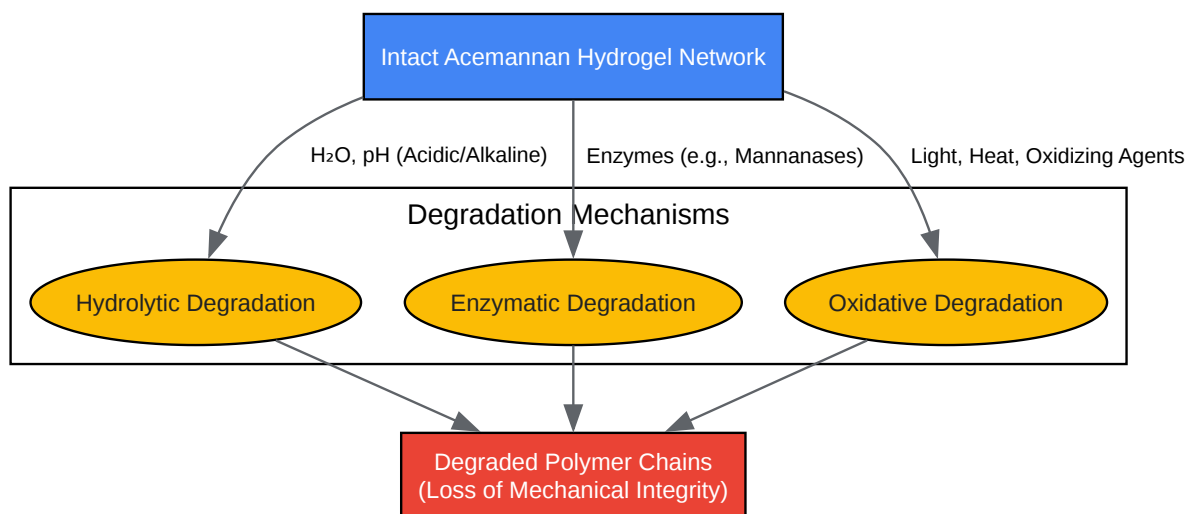 Intact Acemannan Hydrogel Network
H₂O, pH (Acidic/Alkaline)
Enzymes (e.g., Mannanases)
Light, Heat, Oxidizing Agents
Degradation Mechanisms
Hydrolytic Degradation
Enzymatic Degradation
Oxidative Degradation
Degraded Polymer Chains
(Loss of Mechanical Integrity)